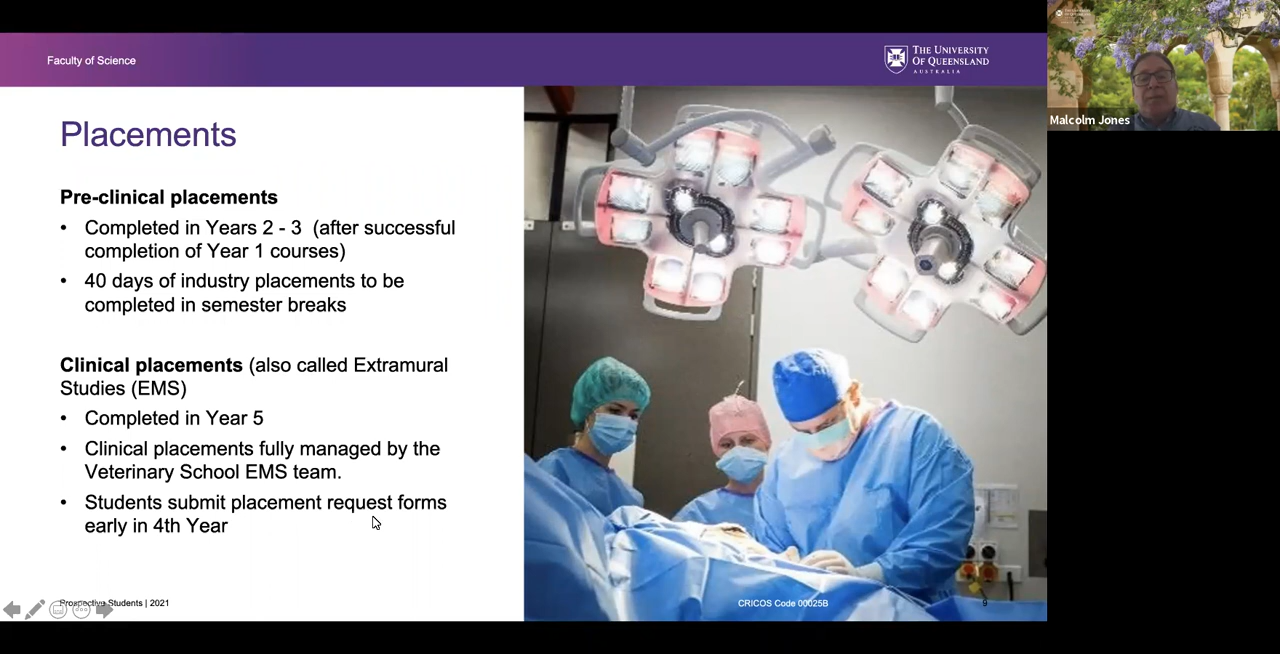 Faculty of Science
THE UNIVERSITY
OF QUEENSLAND
AUSTRALIA
Malcolm Jones
Placements
Pre-clinical placements
• Completed in Years 2 - 3 (after successful
completion of Year 1 courses)
• 40 days of industry placements to be
completed in semester breaks
Clinical placements (also called Extramural
Studies (EMS)
• Completed in Year 5
• Clinical placements fully managed by the
Veterinary School EMS team.
• Students submit placement request forms
early in 4th Year
Prospective Students | 2021
CRICOS Code 00025B
9